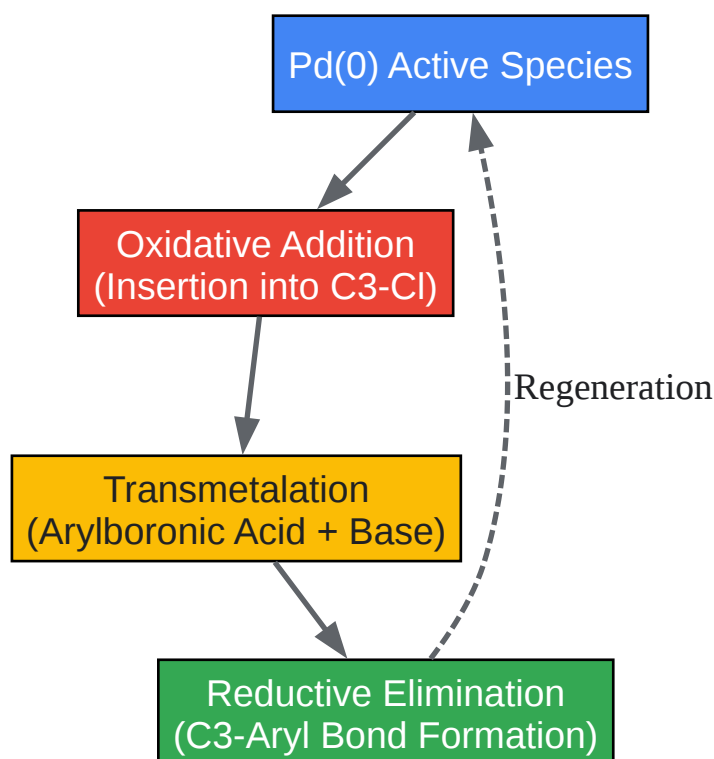 Pd(0) Active Species
Oxidative Addition
(Insertion into C3-Cl)
Regeneration
Transmetalation
(Arylboronic Acid + Base)
Reductive Elimination
(C3-Aryl Bond Formation)